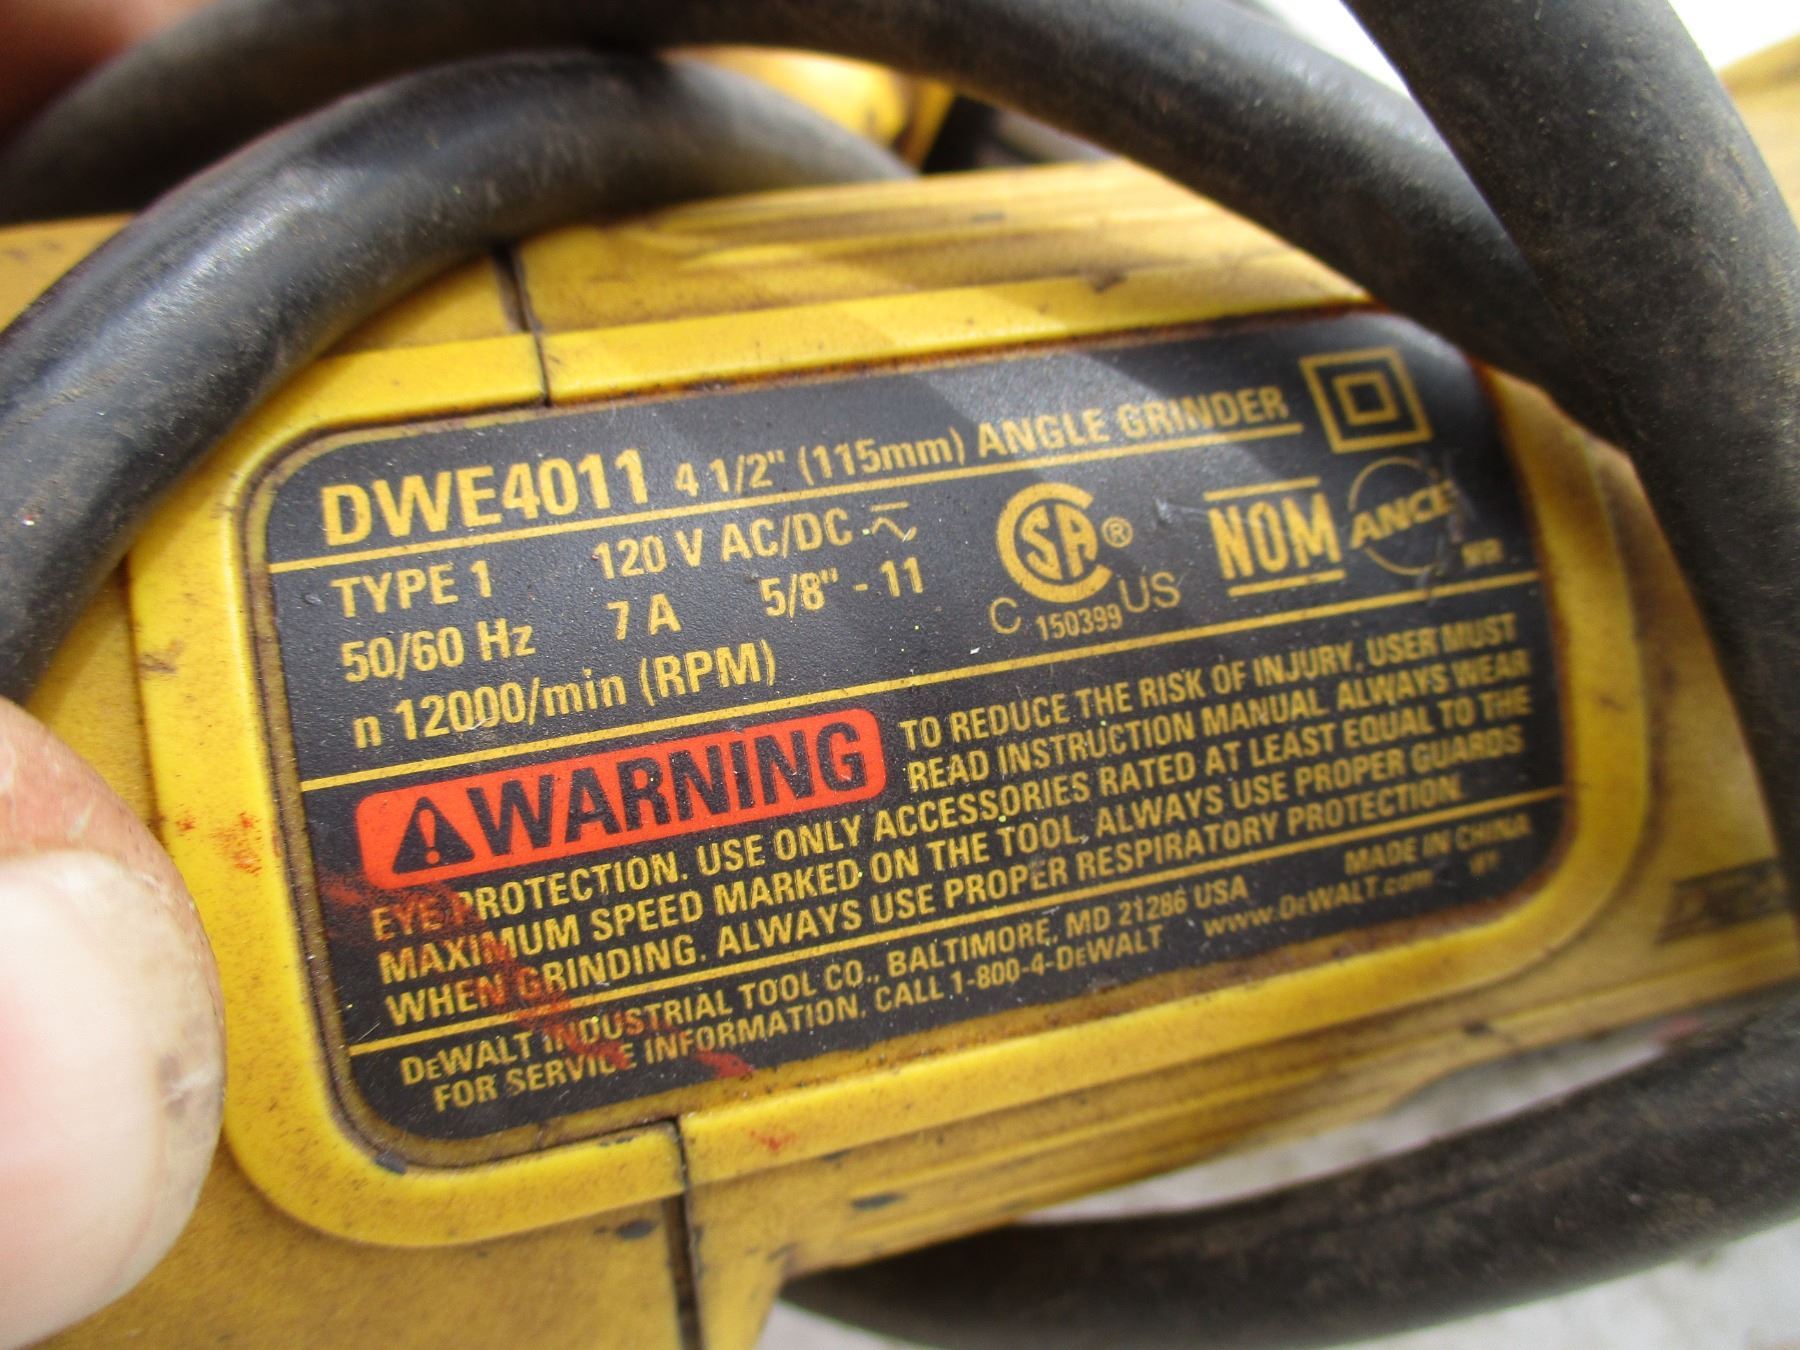 DWE4011 4 1/2" (115mm) ANGLE GRINDER
TYPE 1 120 V AC/DC
50/60 Hz 7 A 5/8" - 11
n 12000/min (RPM)
CSA®
C 150399 US
NOM ANCE
WARNING TO REDUCE THE RISK OF INJURY, USER MUST
READ INSTRUCTION MANUAL. ALWAYS WEAR
EYE PROTECTION. USE ONLY ACCESSORIES RATED AT LEAST EQUAL TO THE
MAXIMUM SPEED MARKED ON THE TOOL. ALWAYS USE PROPER GUARDS
WHEN GRINDING. ALWAYS USE PROPER RESPIRATORY PROTECTION.
DEWALT INDUSTRIAL TOOL CO., BALTIMORE, MD 21286 USA MADE IN CHINA
FOR SERVICE INFORMATION, CALL 1-800-4-DEWALT www.DEWALT.com